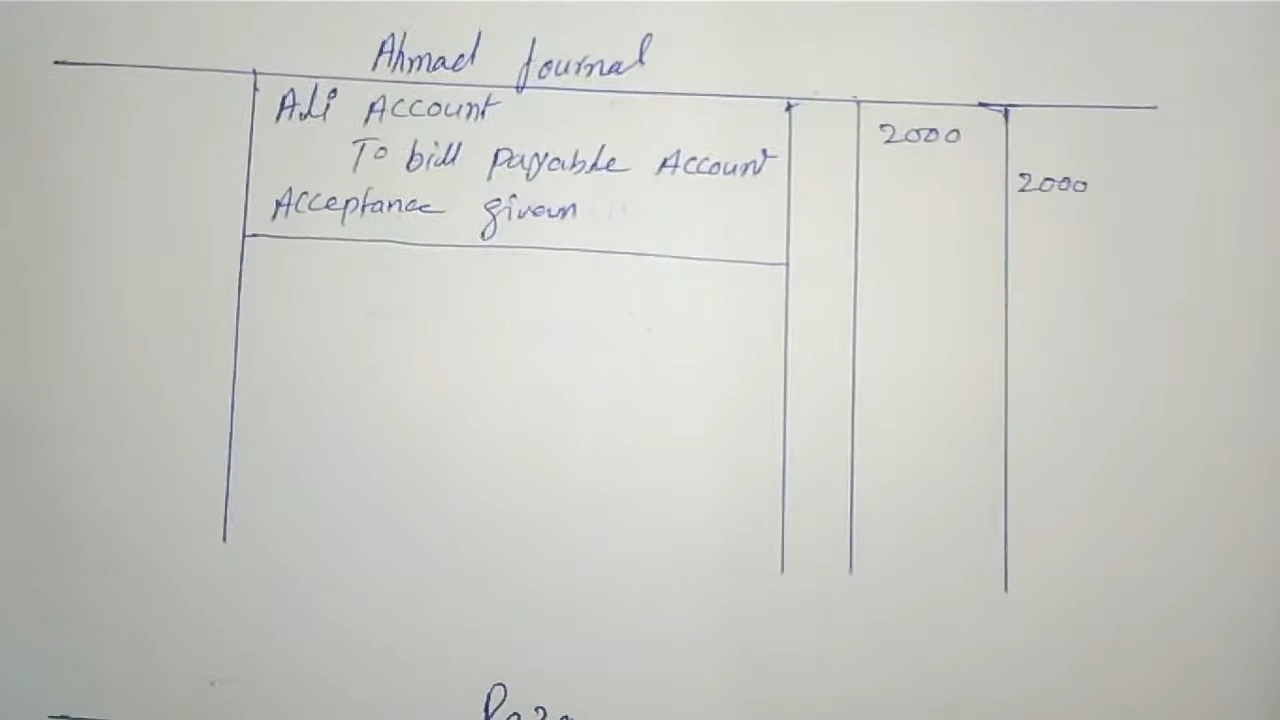 Ahmad Journal
Ali Account
2000
To bill payable Account
2000
Acceptance given